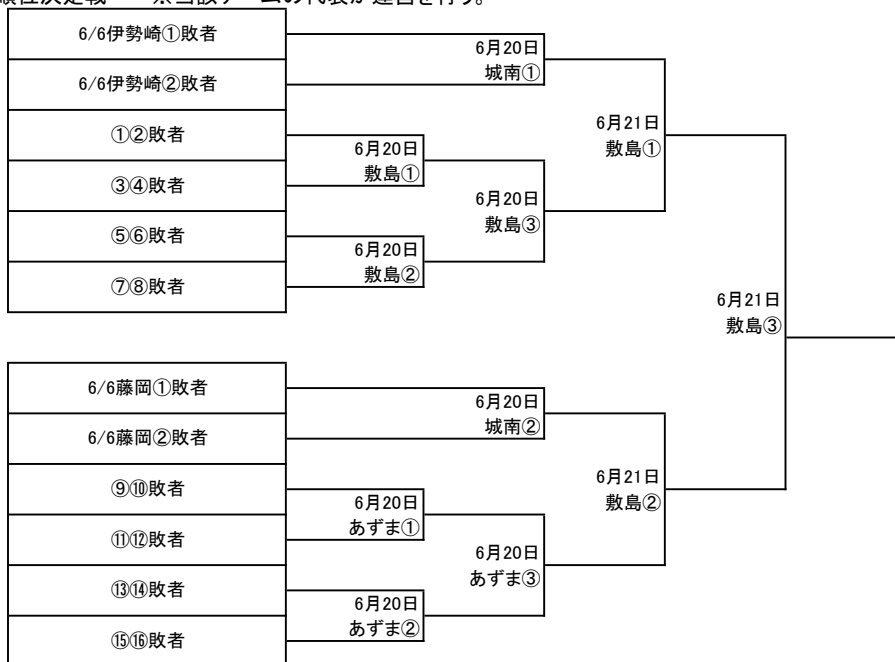 順位決定戦　　※当該チームの代表が運営を行う。
6/6伊勢崎①敗者
6/6伊勢崎②敗者
①②敗者
③④敗者
⑤⑥敗者
⑦⑧敗者
6月20日
城南①
6月20日
敷島①
6月20日
敷島②
6月20日
敷島③
6月21日
敷島①
6月21日
敷島③
6/6藤岡①敗者
6/6藤岡②敗者
⑨⑩敗者
⑪⑫敗者
⑬⑭敗者
⑮⑯敗者
6月20日
城南②
6月20日
あずま①
6月20日
あずま②
6月20日
あずま③
6月21日
敷島②